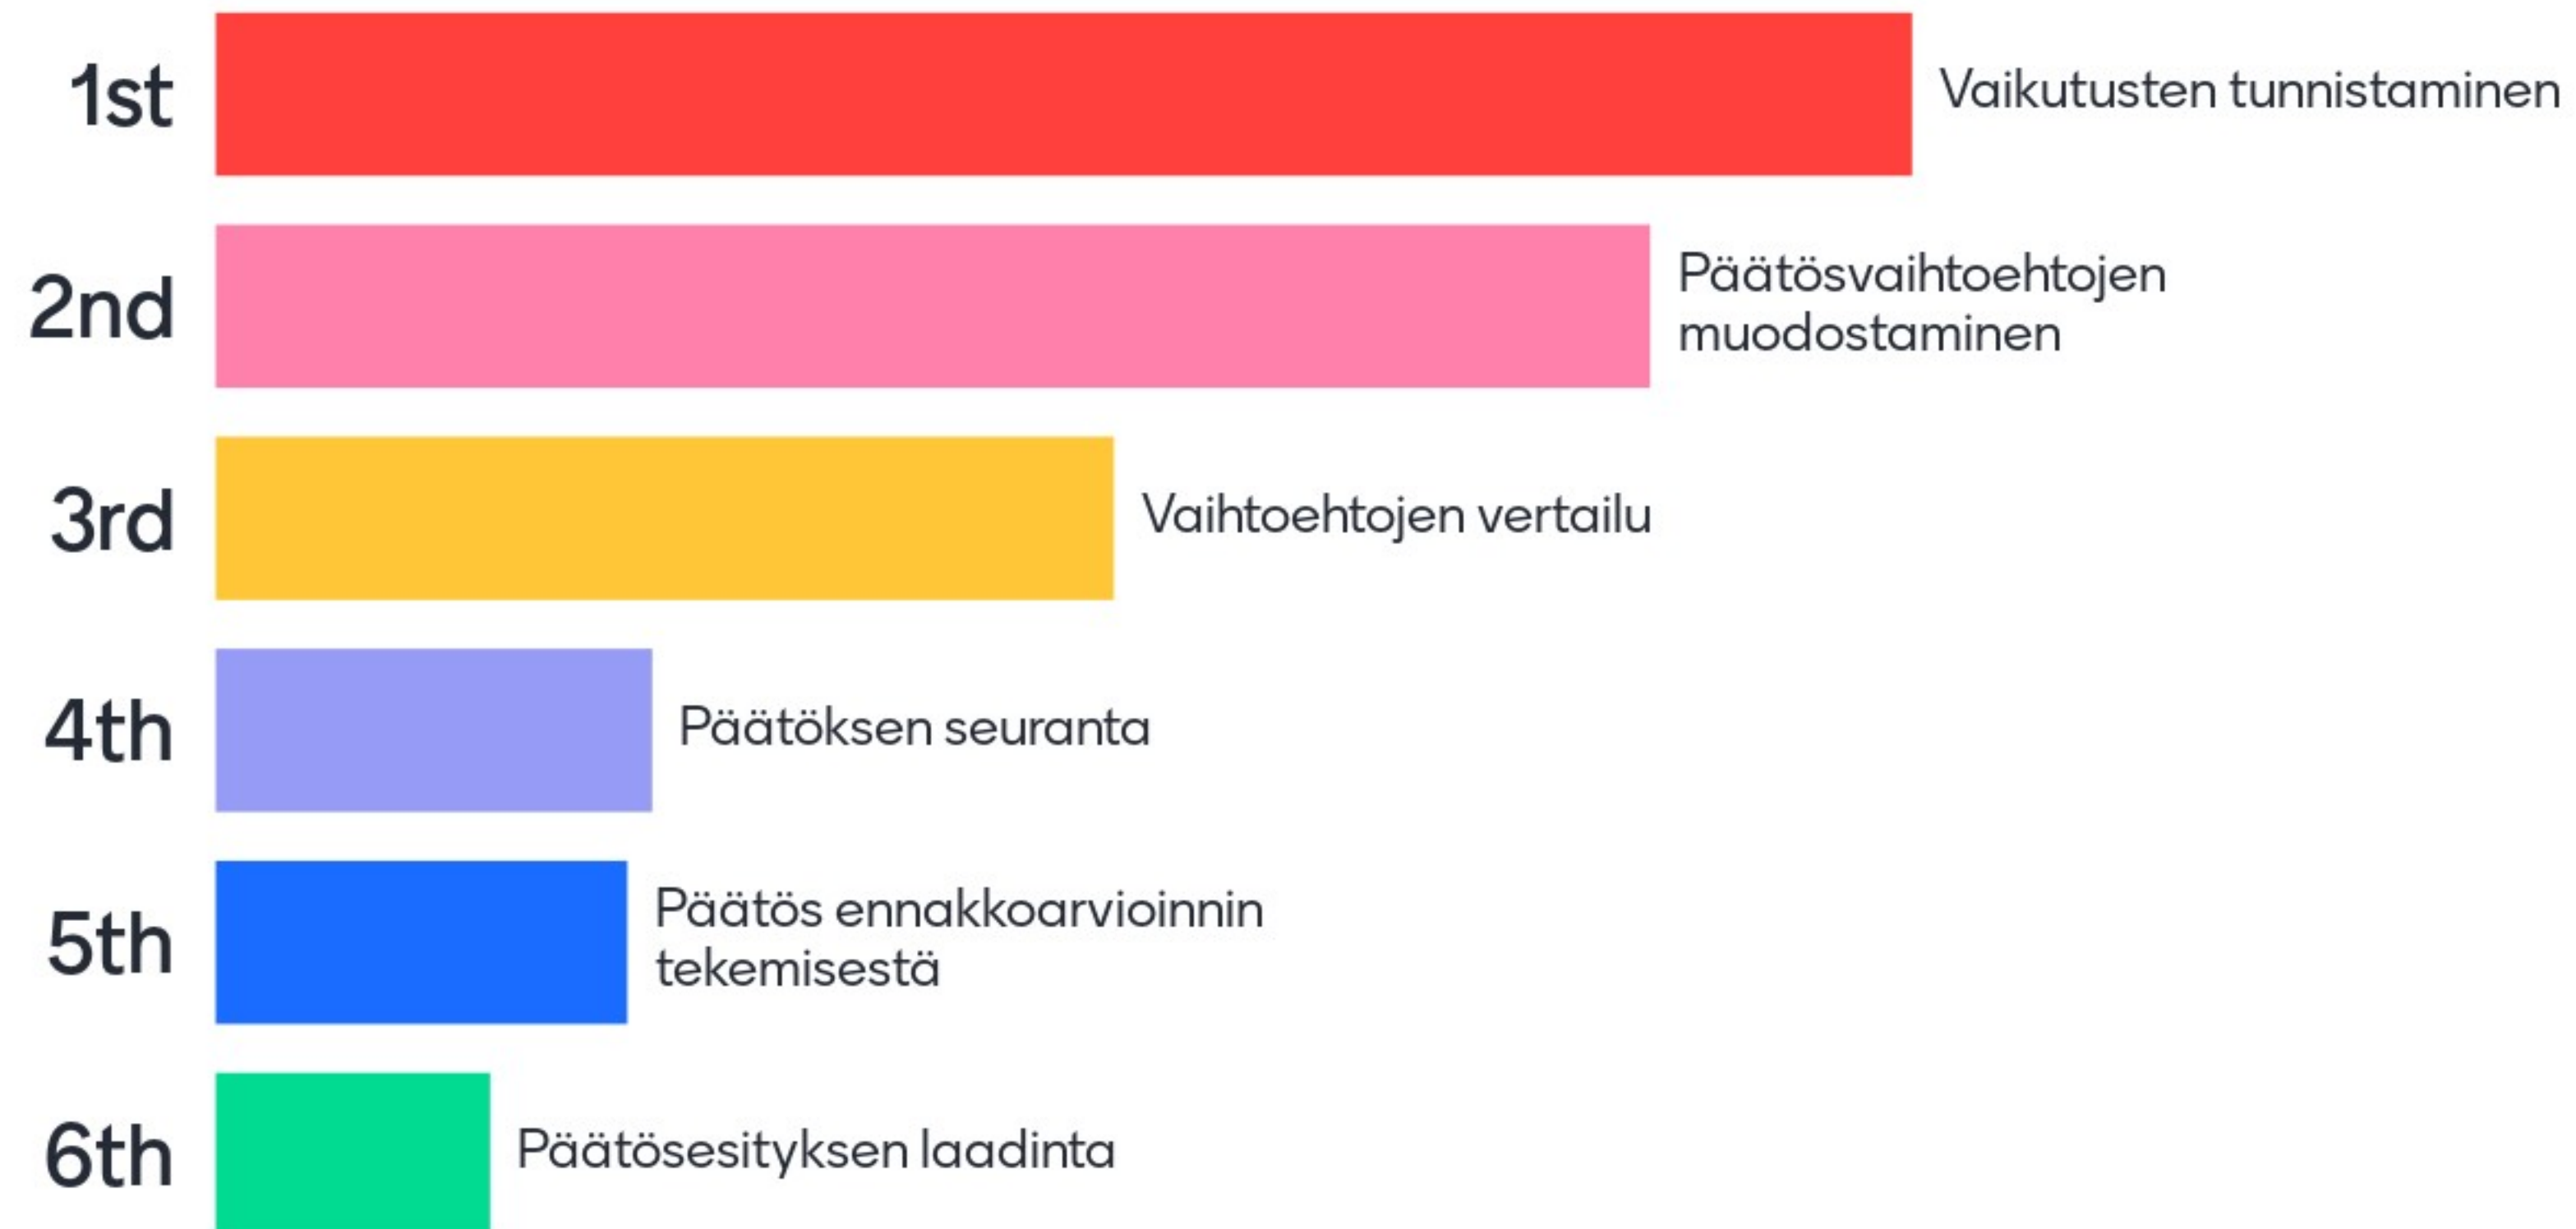 1st
Vaikutusten tunnistaminen
2nd
Päätösvaihtoehtojen
muodostaminen
3rd
Vaihtoehtojen vertailu
4th
Päätöksen seuranta
5th
Päätös ennakkoarvioinnin
tekemisestä
6th
Päätösesityksen laadinta